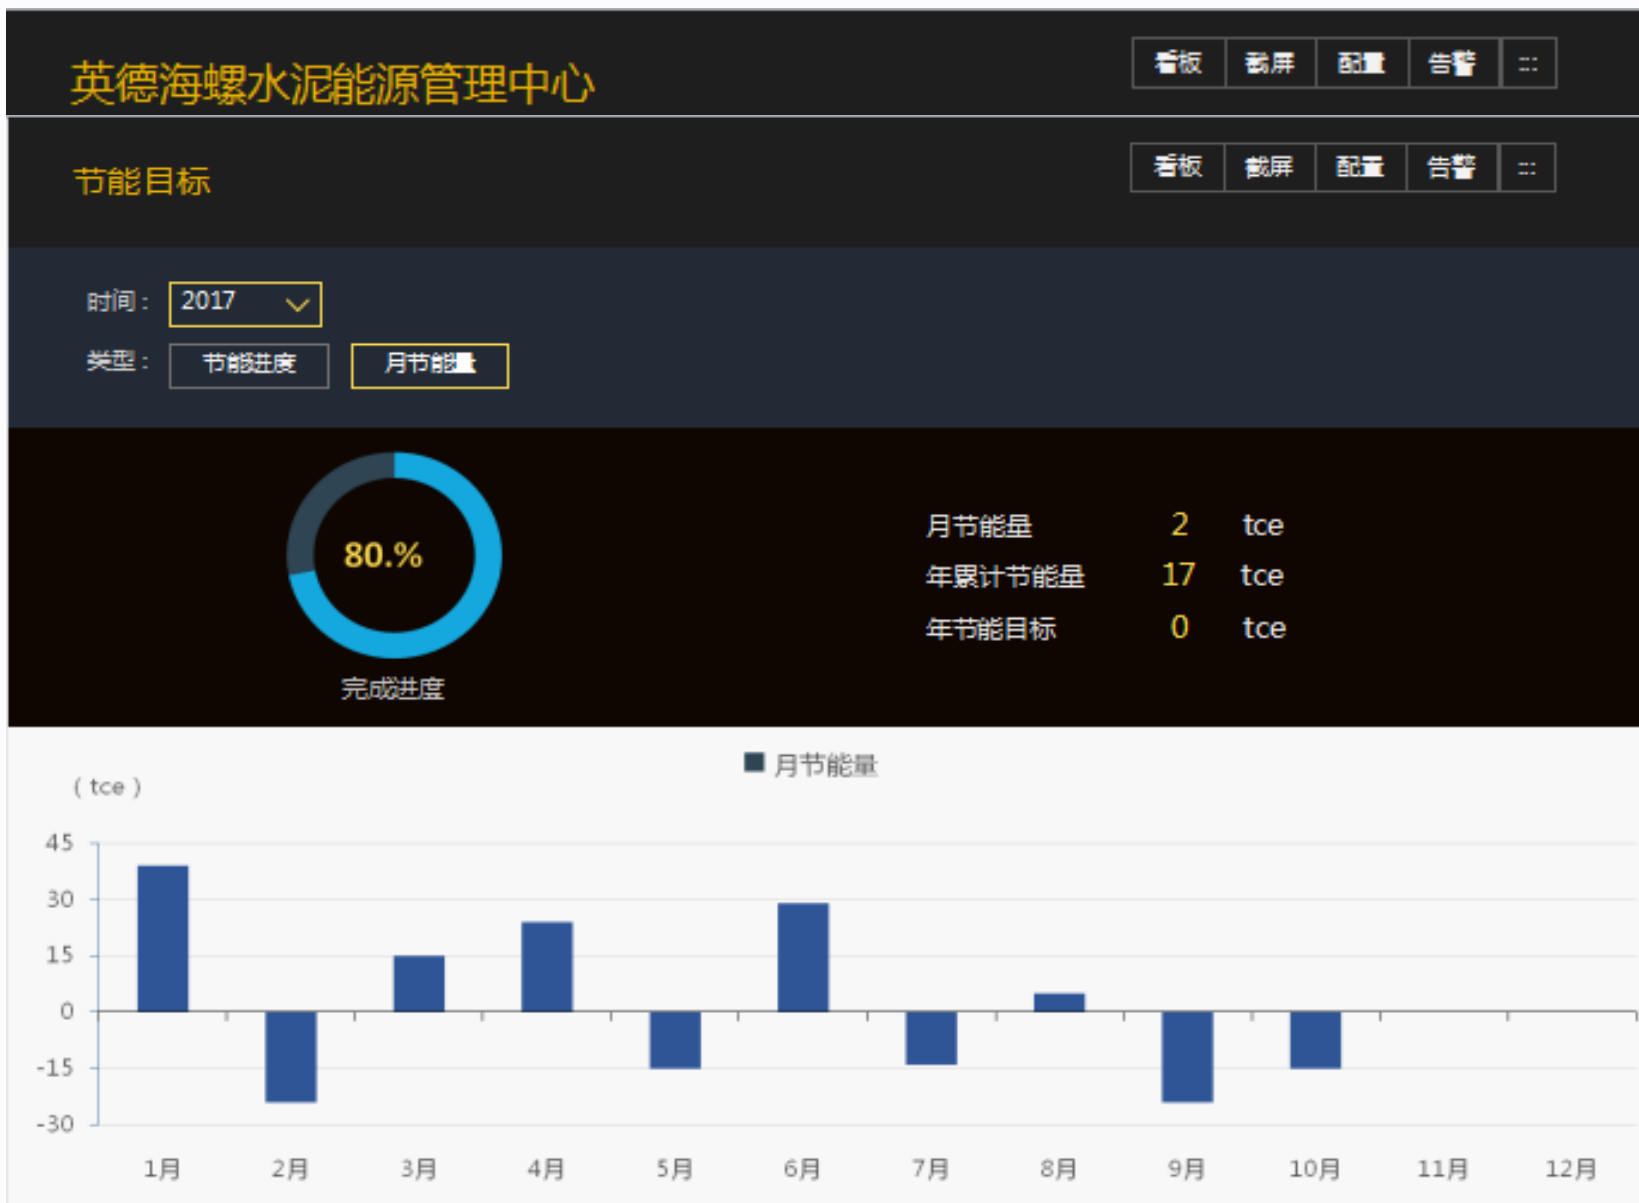 英德海螺水泥能源管理中心
看板 截屏 配置 告警 :::
节能目标
看板 截屏 配置 告警 :::
时间： 2017
类型： 节能进度 月节能量
80.%
完成进度
月节能量 2 tce
年累计节能量 17 tce
年节能目标 0 tce
月节能量
( tce )
45
30
15
0
-15
-30
1月 2月 3月 4月 5月 6月 7月 8月 9月 10月 11月 12月